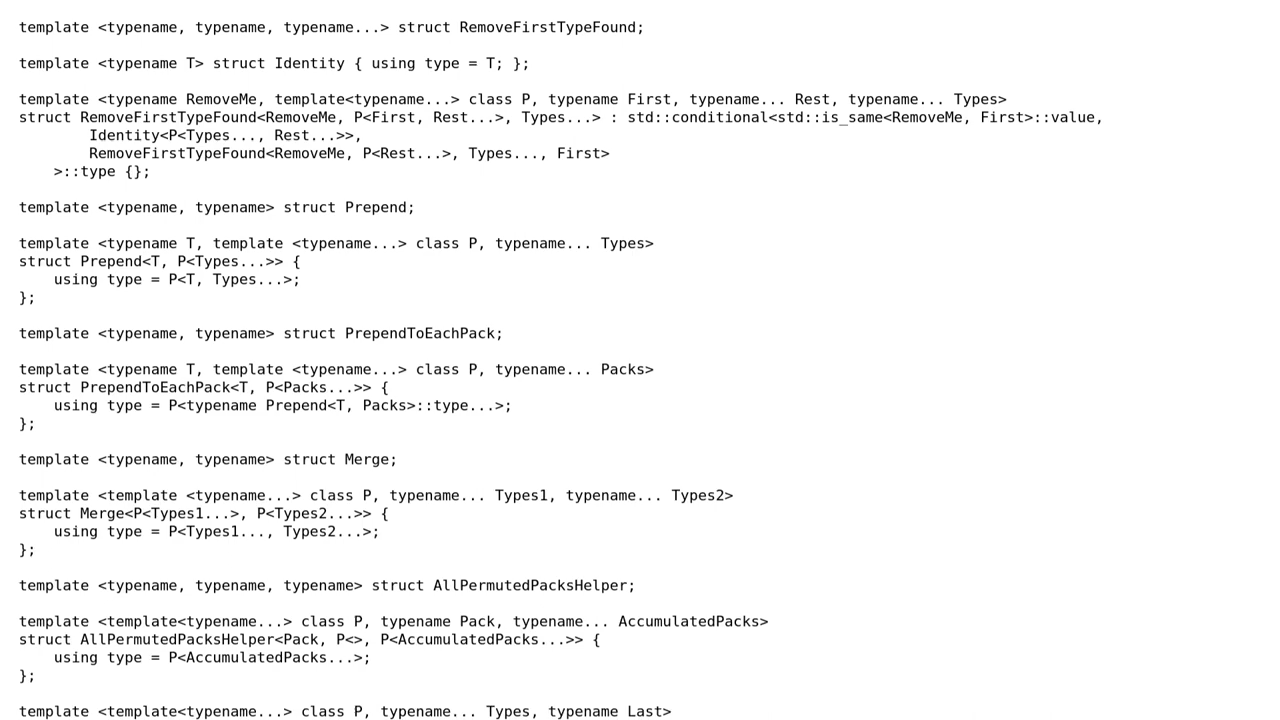 template <typename, typename, typename...> struct RemoveFirstTypeFound;
template <typename T> struct Identity { using type = T; };
template <typename RemoveMe, template<typename...> class P, typename First, typename... Rest, typename... Types>
struct RemoveFirstTypeFound<RemoveMe, P<First, Rest...>, Types...> : std::conditional<std::is_same<RemoveMe, First>::value,
        Identity<P<Types..., Rest...>>,
        RemoveFirstTypeFound<RemoveMe, P<Rest...>, Types..., First>
    >::type {};
template <typename, typename> struct Prepend;
template <typename T, template <typename...> class P, typename... Types>
struct Prepend<T, P<Types...>> {
    using type = P<T, Types...>;
};
template <typename, typename> struct PrependToEachPack;
template <typename T, template <typename...> class P, typename... Packs>
struct PrependToEachPack<T, P<Packs...>> {
    using type = P<typename Prepend<T, Packs>::type...>;
};
template <typename, typename> struct Merge;
template <template <typename...> class P, typename... Types1, typename... Types2>
struct Merge<P<Types1...>, P<Types2...>> {
    using type = P<Types1..., Types2...>;
};
template <typename, typename, typename> struct AllPermutedPacksHelper;
template <template<typename...> class P, typename Pack, typename... AccumulatedPacks>
struct AllPermutedPacksHelper<Pack, P<>, P<AccumulatedPacks...>> {
    using type = P<AccumulatedPacks...>;
};
template <template<typename...> class P, typename... Types, typename Last>